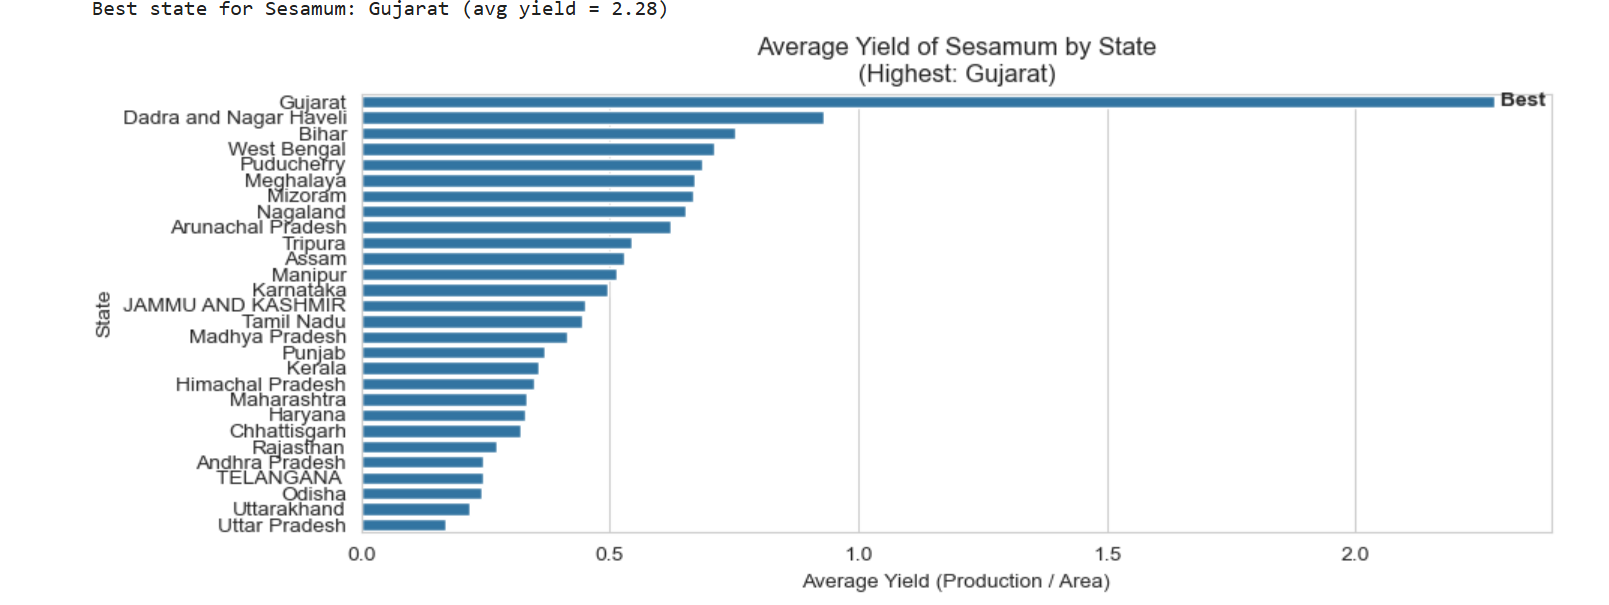 Best state for Sesamum: Gujarat (avg yield = 2.28)
Average Yield of Sesamum by State
(Highest: Gujarat)
Gujarat
Best
Dadra and Nagar Haveli
Bihar
West Bengal
Puducherry
Meghalaya
Mizoram
Nagaland
Arunachal Pradesh
Tripura
Assam
Manipur
Karnataka
JAMMU AND KASHMIR
Tamil Nadu
Madhya Pradesh
Punjab
Kerala
Himachal Pradesh
Maharashtra
Haryana
Chhattisgarh
Rajasthan
Andhra Pradesh
TELANGANA
Odisha
Uttarakhand
Uttar Pradesh
State
0.0 0.5 1.0 1.5 2.0
Average Yield (Production / Area)